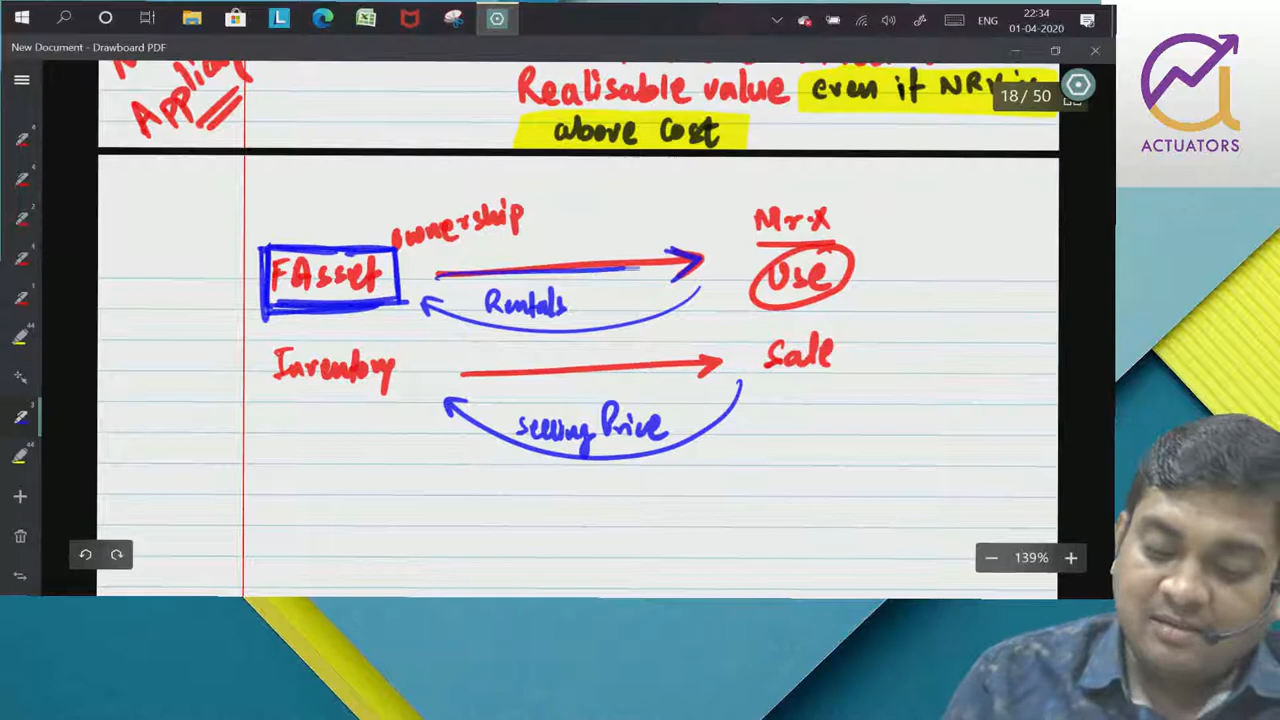 22:34
ENG
01-04-2020
New Document - Drawboard PDF
Realisable value even if NRV is
18 / 50
above cost
ACTUATORS
ownership
Mr. X
F Asset
Use
Rentals
Inventory
Sale
Selling Price
139%